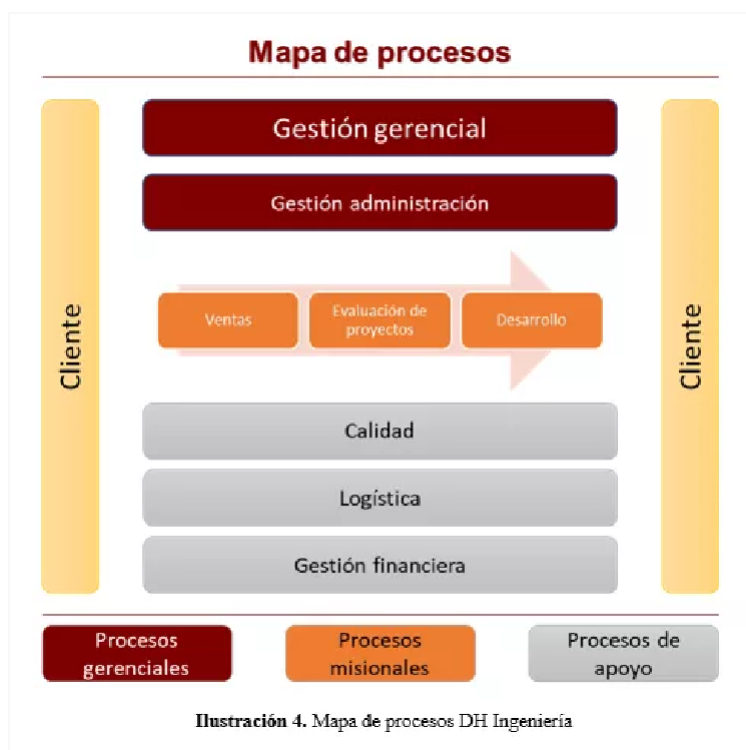 Mapa de procesos
Cliente
Gestión gerencial
Gestión administración
Ventas
Evaluación de
proyectos
Desarrollo
Calidad
Logística
Gestión financiera
Cliente
Procesos
gerenciales
Procesos
misionales
Procesos de
apoyo
Ilustración 4. Mapa de procesos DH Ingeniería